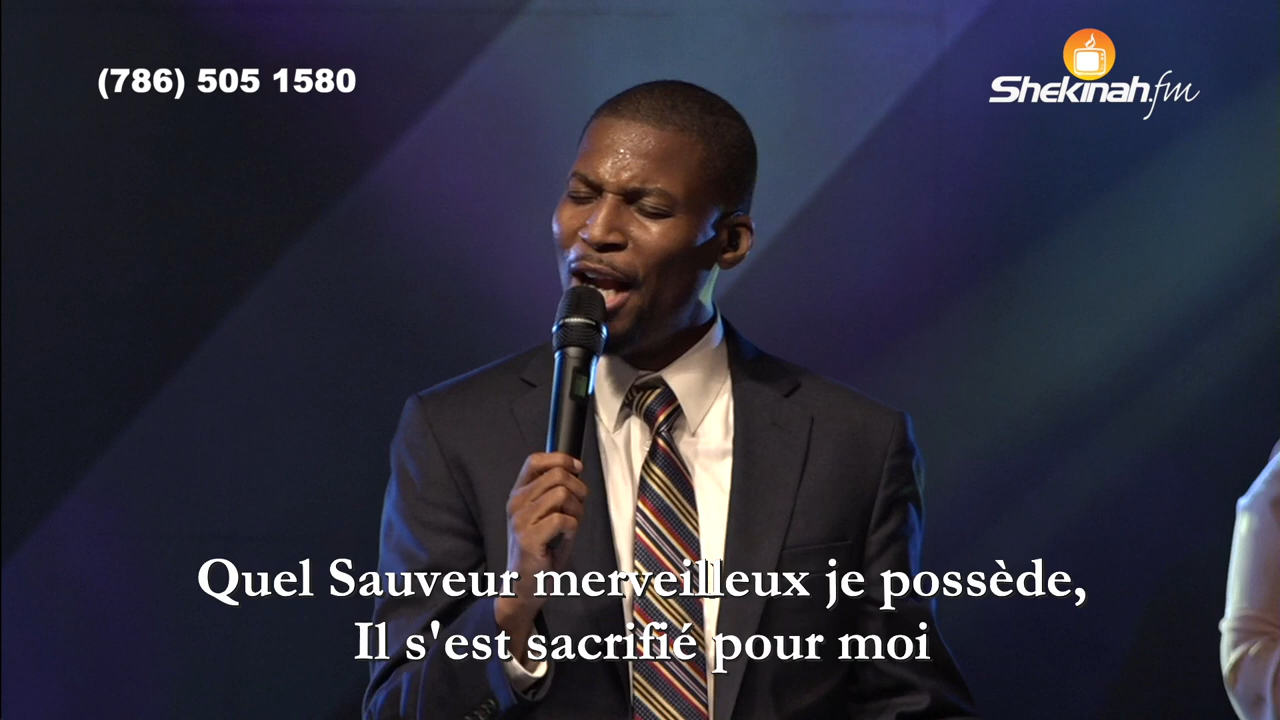 (786) 505 1580
Shekinah.fm
Quel Sauveur merveilleux je possède,
Il s'est sacrifié pour moi